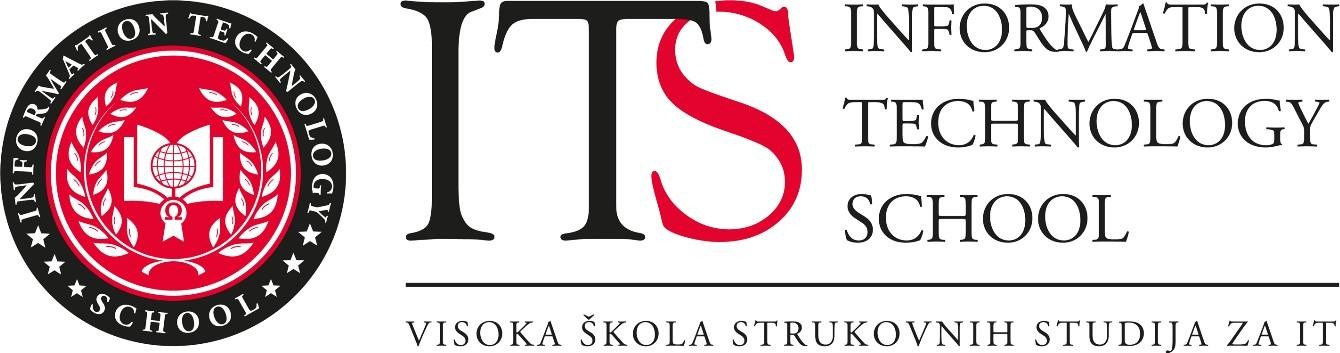 INFORMATION TECHNOLOGY
SCHOOL
Ω
ITS
INFORMATION
TECHNOLOGY
SCHOOL
VISOKA ŠKOLA STRUKOVNIH STUDIJA ZA IT